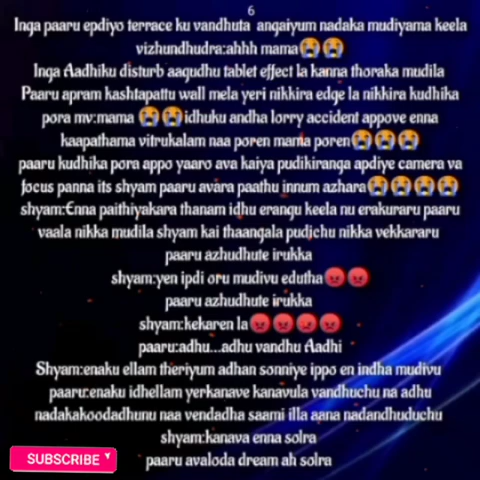 6
Inga paaru epdiyo terrace ku vandhuta angaiyum nadaka mudiyama keela
vizhundhudra:ahhh mama😭😭
Inga Aadhiku disturb aagudhu tablet effect la kanna thoraka mudila
Paaru apram kashtapattu wall mela yeri nikkira edge la nikkira kudhika
pora mv:mama 😭😭idhuku andha lorry accident appove enna
kaapathama vitrukalam naa poren mama poren😭😭😭
paaru kudhika pora appo yaaro ava kaiya pudikiranga apdiye camera va
focus panna its shyam paaru avara paathu innum azhara😭😭😭😭
shyam:Enna paithiyakara thanam idhu erangu keela nu erakuraru paaru
vaala nikka mudila shyam kai thaangala pudichu nikka vekkararu
paaru azhudhute irukka
shyam:yen ipdi oru mudivu edutha😡😡
paaru azhudhute irukka
shyam:kekaren la😡😡😡😡
paaru:adhu...adhu vandhu Aadhi
Shyam:enaku ellam theriyum adhan sonniye ippo en indha mudivu
paaru:enaku idhellam yerkanave kanavula vandhuchu na adhu
nadakakoodadhunu naa vendadha saami illa aana nadandhuduchu
shyam:kanava enna solra
paaru avaloda dream ah solra
SUBSCRIBE